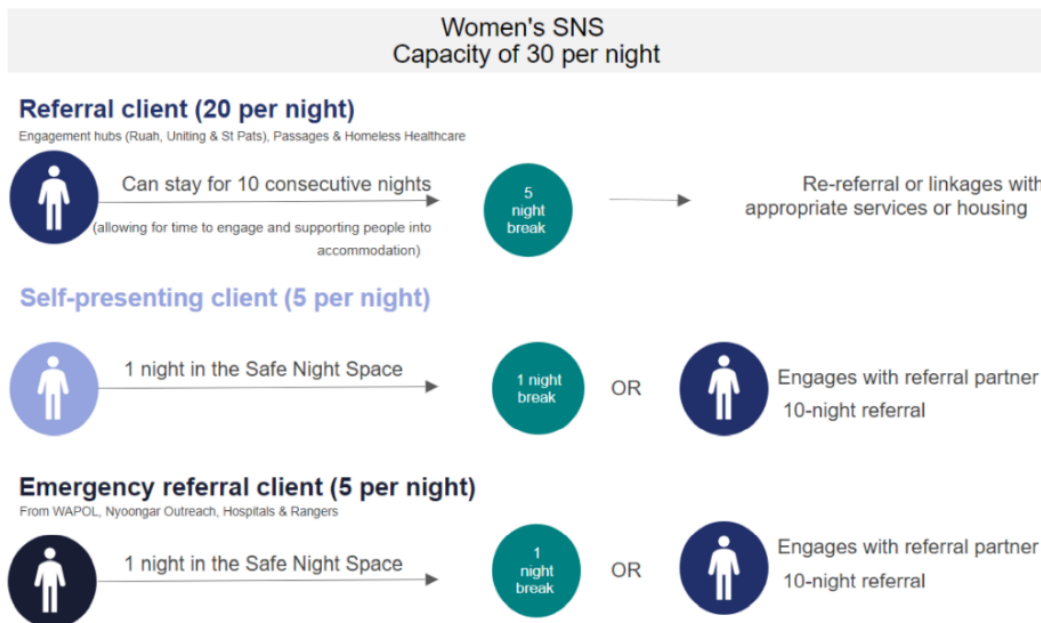 Women's SNS
Capacity of 30 per night
Referral client (20 per night)
Engagement hubs (Ruah, Uniting & St Pats), Passages & Homeless Healthcare
Can stay for 10 consecutive nights
(allowing for time to engage and supporting people into
accommodation)
5
night
break
Re-referral or linkages with
appropriate services or housing
Self-presenting client (5 per night)
1 night in the Safe Night Space
1 night
break
OR
Engages with referral partner
10-night referral
Emergency referral client (5 per night)
From WAPOL, Nyoongar Outreach, Hospitals & Rangers
1 night in the Safe Night Space
1
night
break
OR
Engages with referral partner
10-night referral